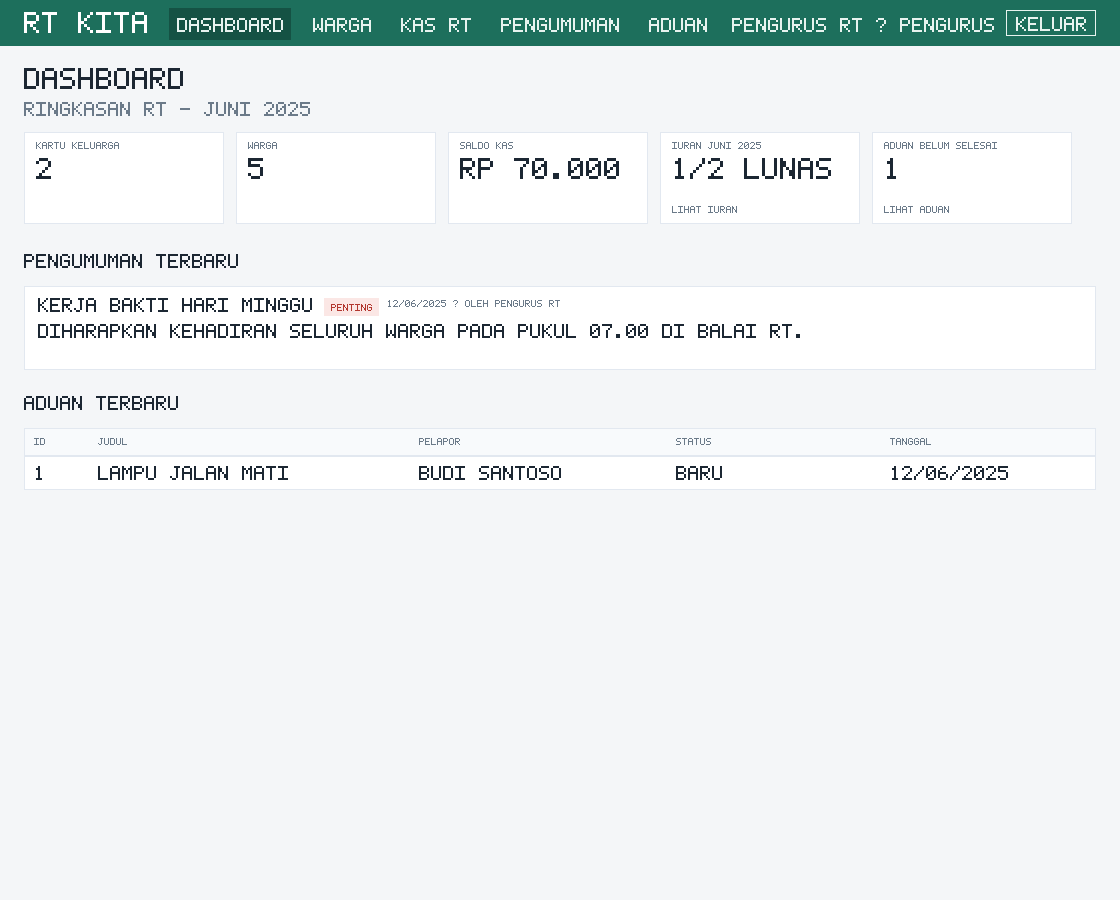 RT KITA DASHBOARD WARGA KAS RT PENGUMUMAN ADUAN PENGURUS RT ? PENGURUS KELUAR
DASHBOARD
RINGKASAN RT - JUNI 2025
KARTU KELUARGA WARGA SALDO KAS IURAN JUNI 2025 ADUAN BELUM SELESAI
2 5 RP 70.000 1/2 LUNAS 1
LIHAT IURAN LIHAT ADUAN
PENGUMUMAN TERBARU
KERJA BAKTI HARI MINGGU PENTING 12/06/2025 ? OLEH PENGURUS RT
DIHARAPKAN KEHADIRAN SELURUH WARGA PADA PUKUL 07.00 DI BALAI RT.
ADUAN TERBARU
ID JUDUL PELAPOR STATUS TANGGAL
1 LAMPU JALAN MATI BUDI SANTOSO BARU 12/06/2025